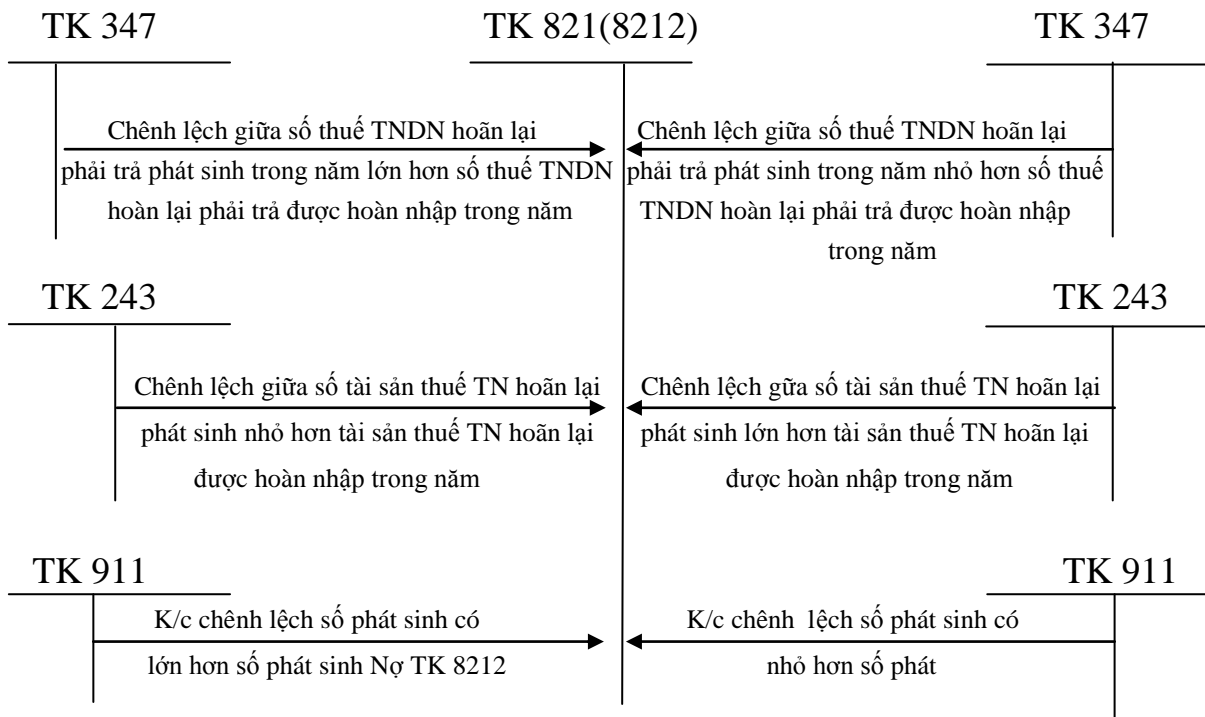 TK 347
TK 821(8212)
TK 347
Chênh lệch giữa số thuế TNDN hoãn lại
phải trả phát sinh trong năm lớn hơn số thuế TNDN
hoàn lại phải trả được hoàn nhập trong năm
Chênh lệch giữa số thuế TNDN hoãn lại
phải trả phát sinh trong năm nhỏ hơn số thuế
TNDN hoàn lại phải trả được hoàn nhập
trong năm
TK 243
TK 243
Chênh lệch giữa số tài sản thuế TN hoãn lại
phát sinh nhỏ hơn tài sản thuế TN hoãn lại
được hoàn nhập trong năm
Chênh lệch gữa số tài sản thuế TN hoãn lại
phát sinh lớn hơn tài sản thuế TN hoãn lại
được hoàn nhập trong năm
TK 911
TK 911
K/c chênh lệch số phát sinh có
lớn hơn số phát sinh Nợ TK 8212
K/c chênh lệch số phát sinh có
nhỏ hơn số phát